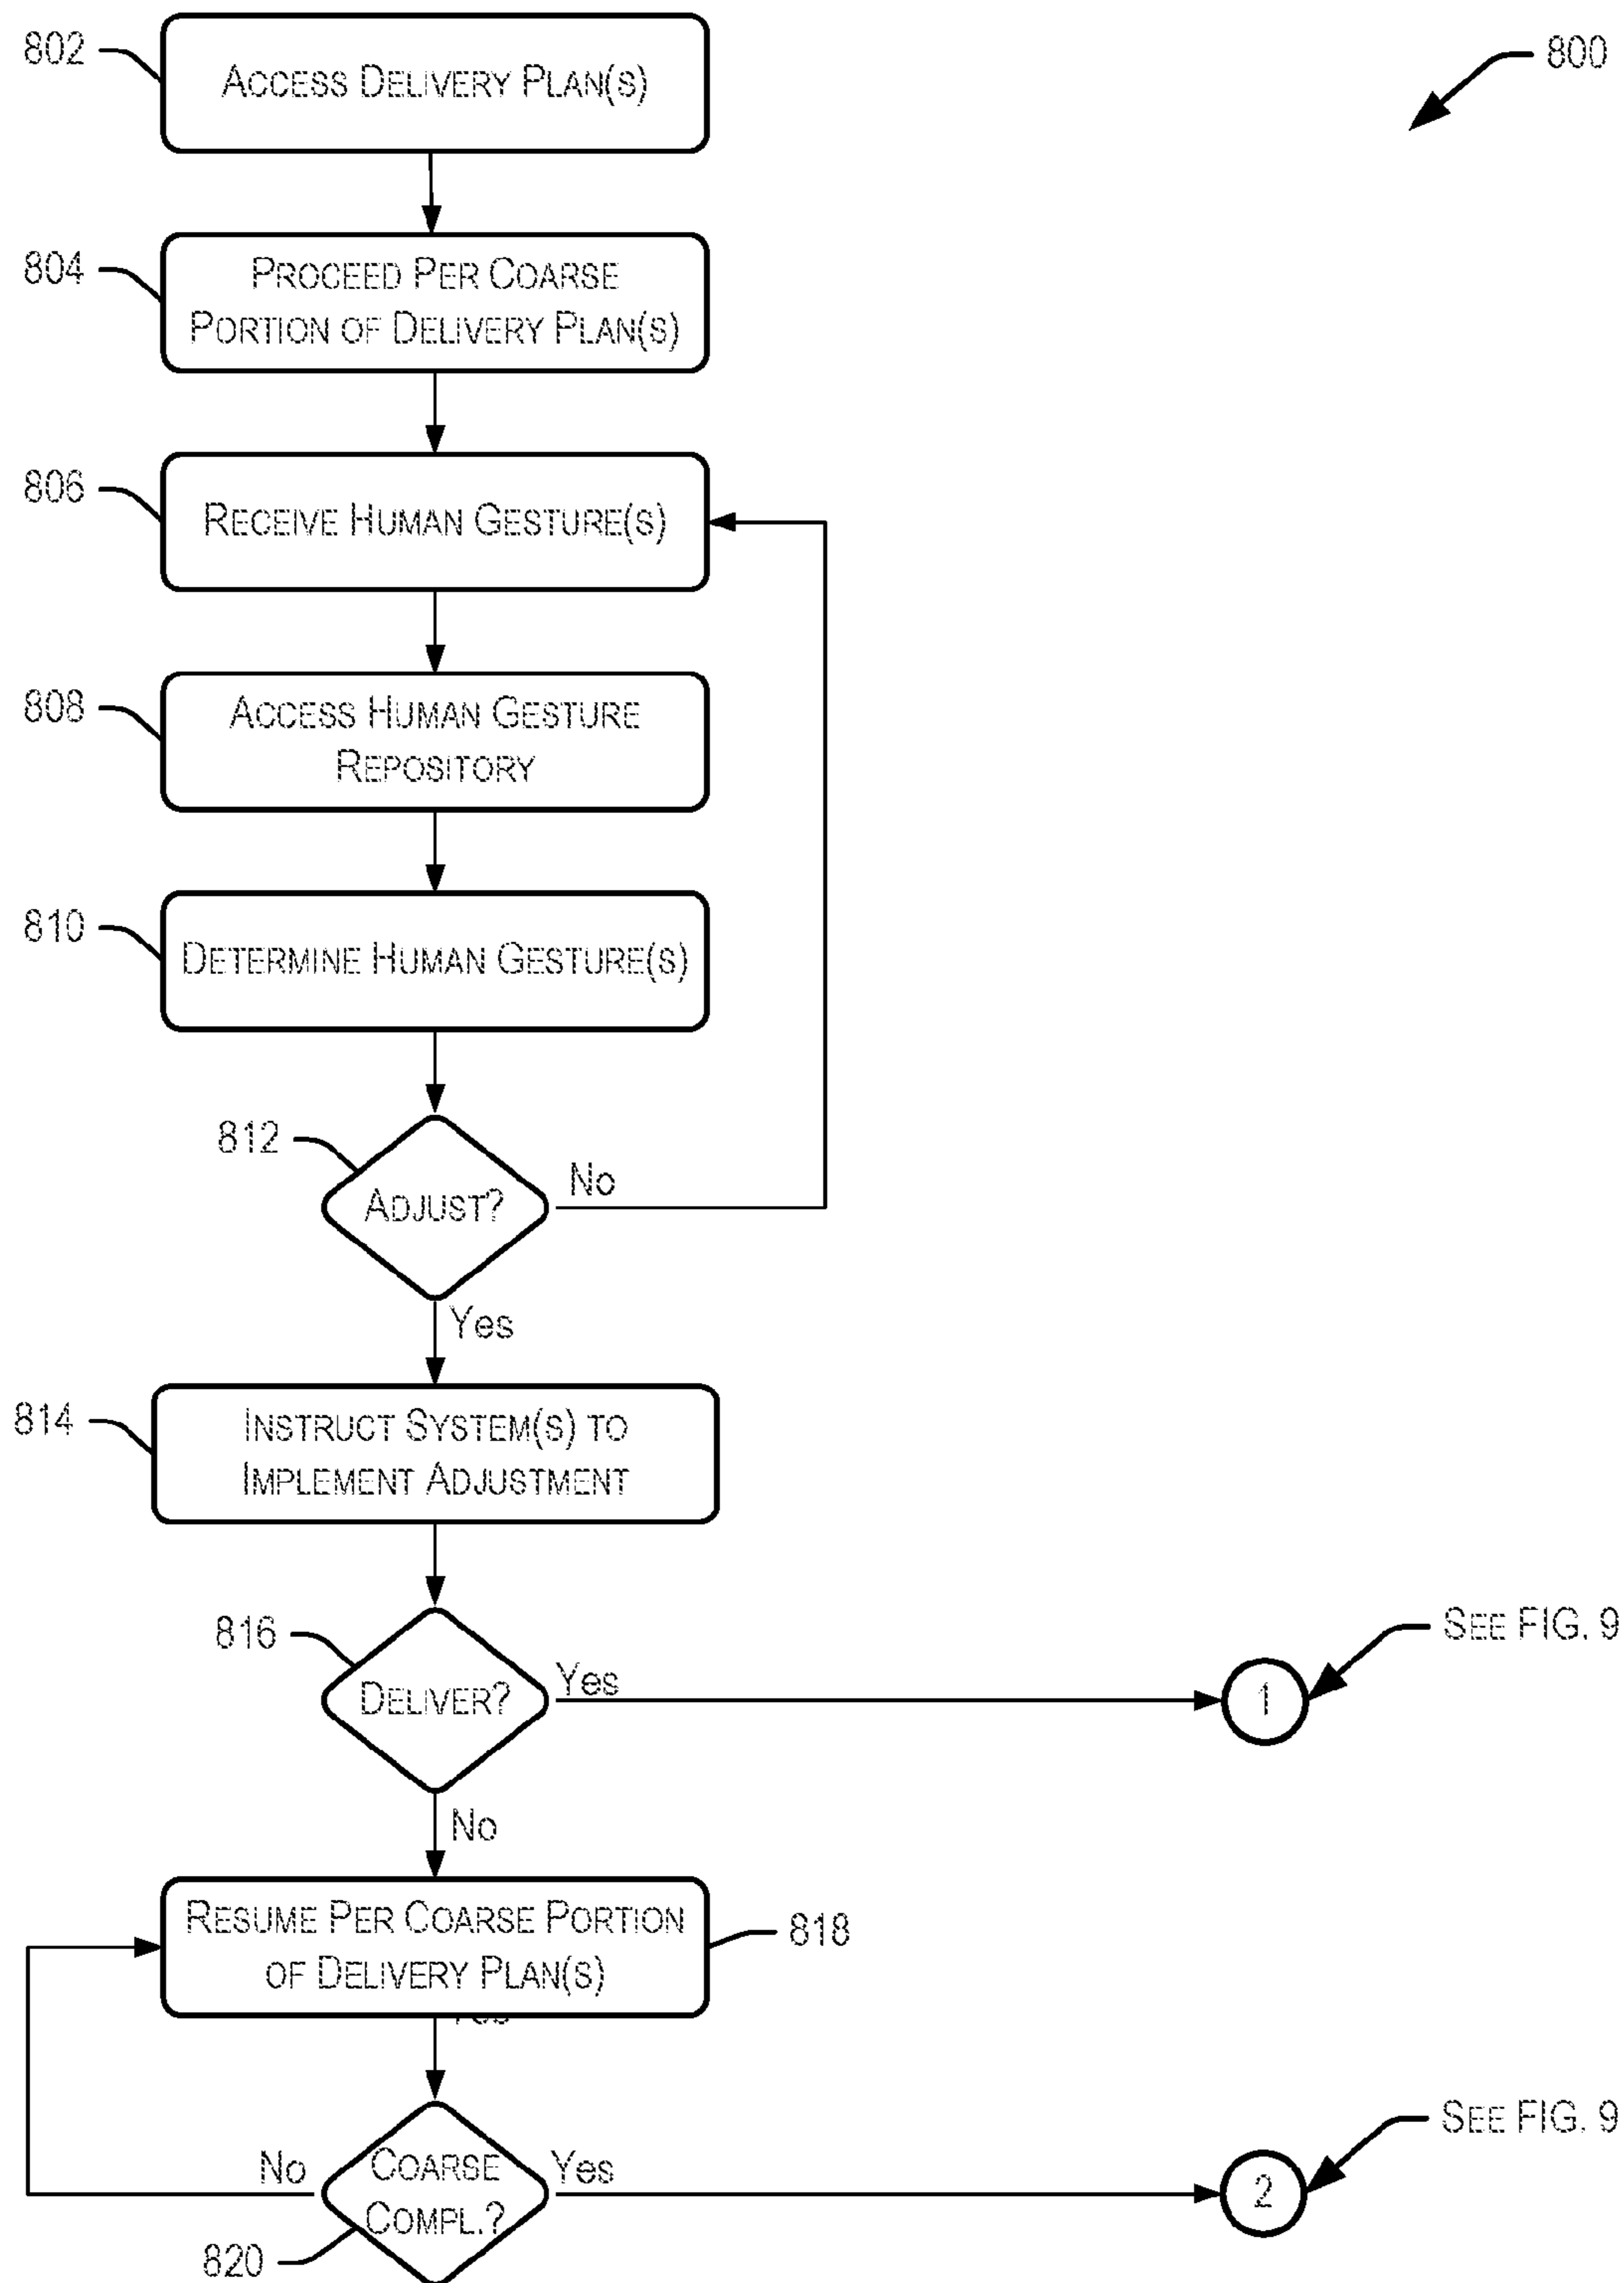 800
802
ACCESS DELIVERY PLAN(S)
804
PROCEED PER COARSE
PORTION OF DELIVERY PLAN(S)
806
RECEIVE HUMAN GESTURE(S)
808
ACCESS HUMAN GESTURE
REPOSITORY
810
DETERMINE HUMAN GESTURE(S)
812
ADJUST?
No
Yes
814
INSTRUCT SYSTEM(S) TO
IMPLEMENT ADJUSTMENT
816
DELIVER?
Yes
1
SEE FIG. 9
No
RESUME PER COARSE PORTION
OF DELIVERY PLAN(S)
818
No
COARSE
COMPL.?
Yes
2
SEE FIG. 9
820